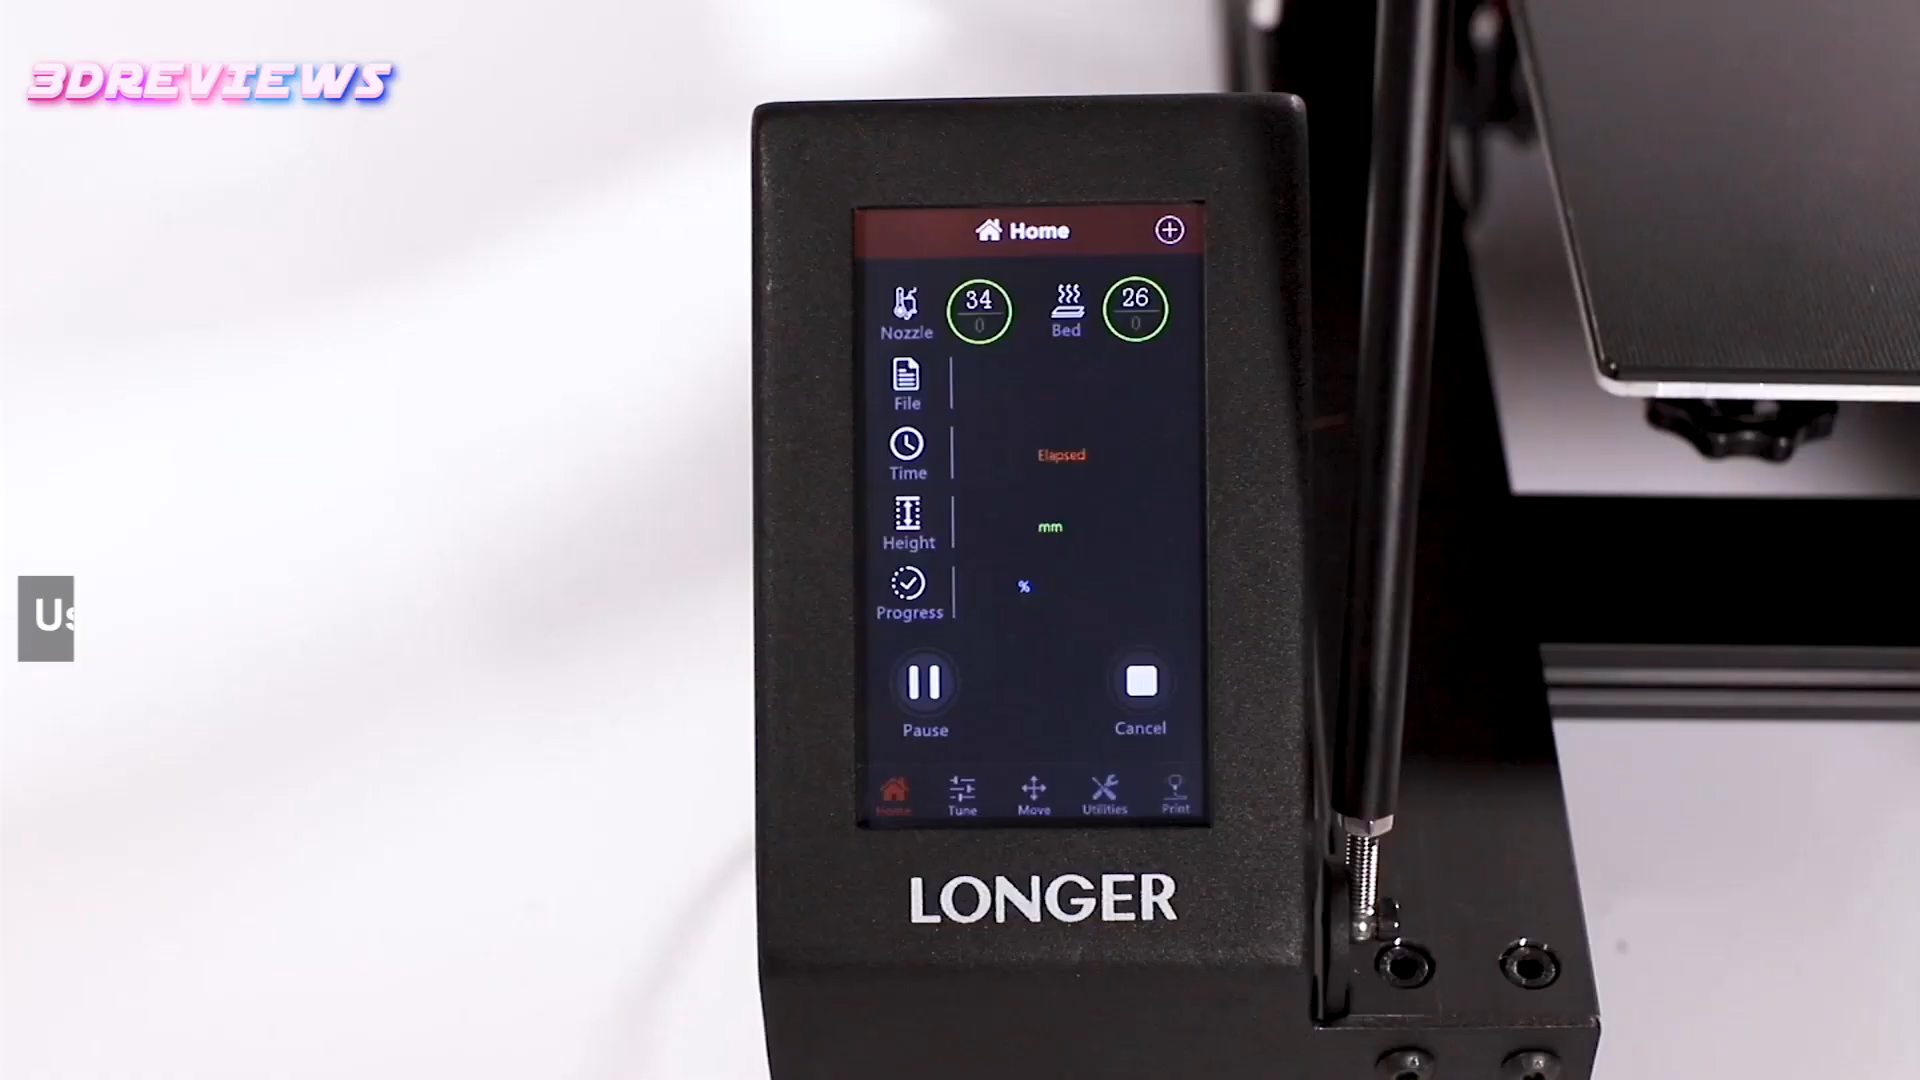 3DREVIEWS
Home
Nozzle 34 0 Bed 26 0
File
Time Elapsed
Height mm
Progress %
Pause Cancel
Home Tune Move Utilities Print
LONGER